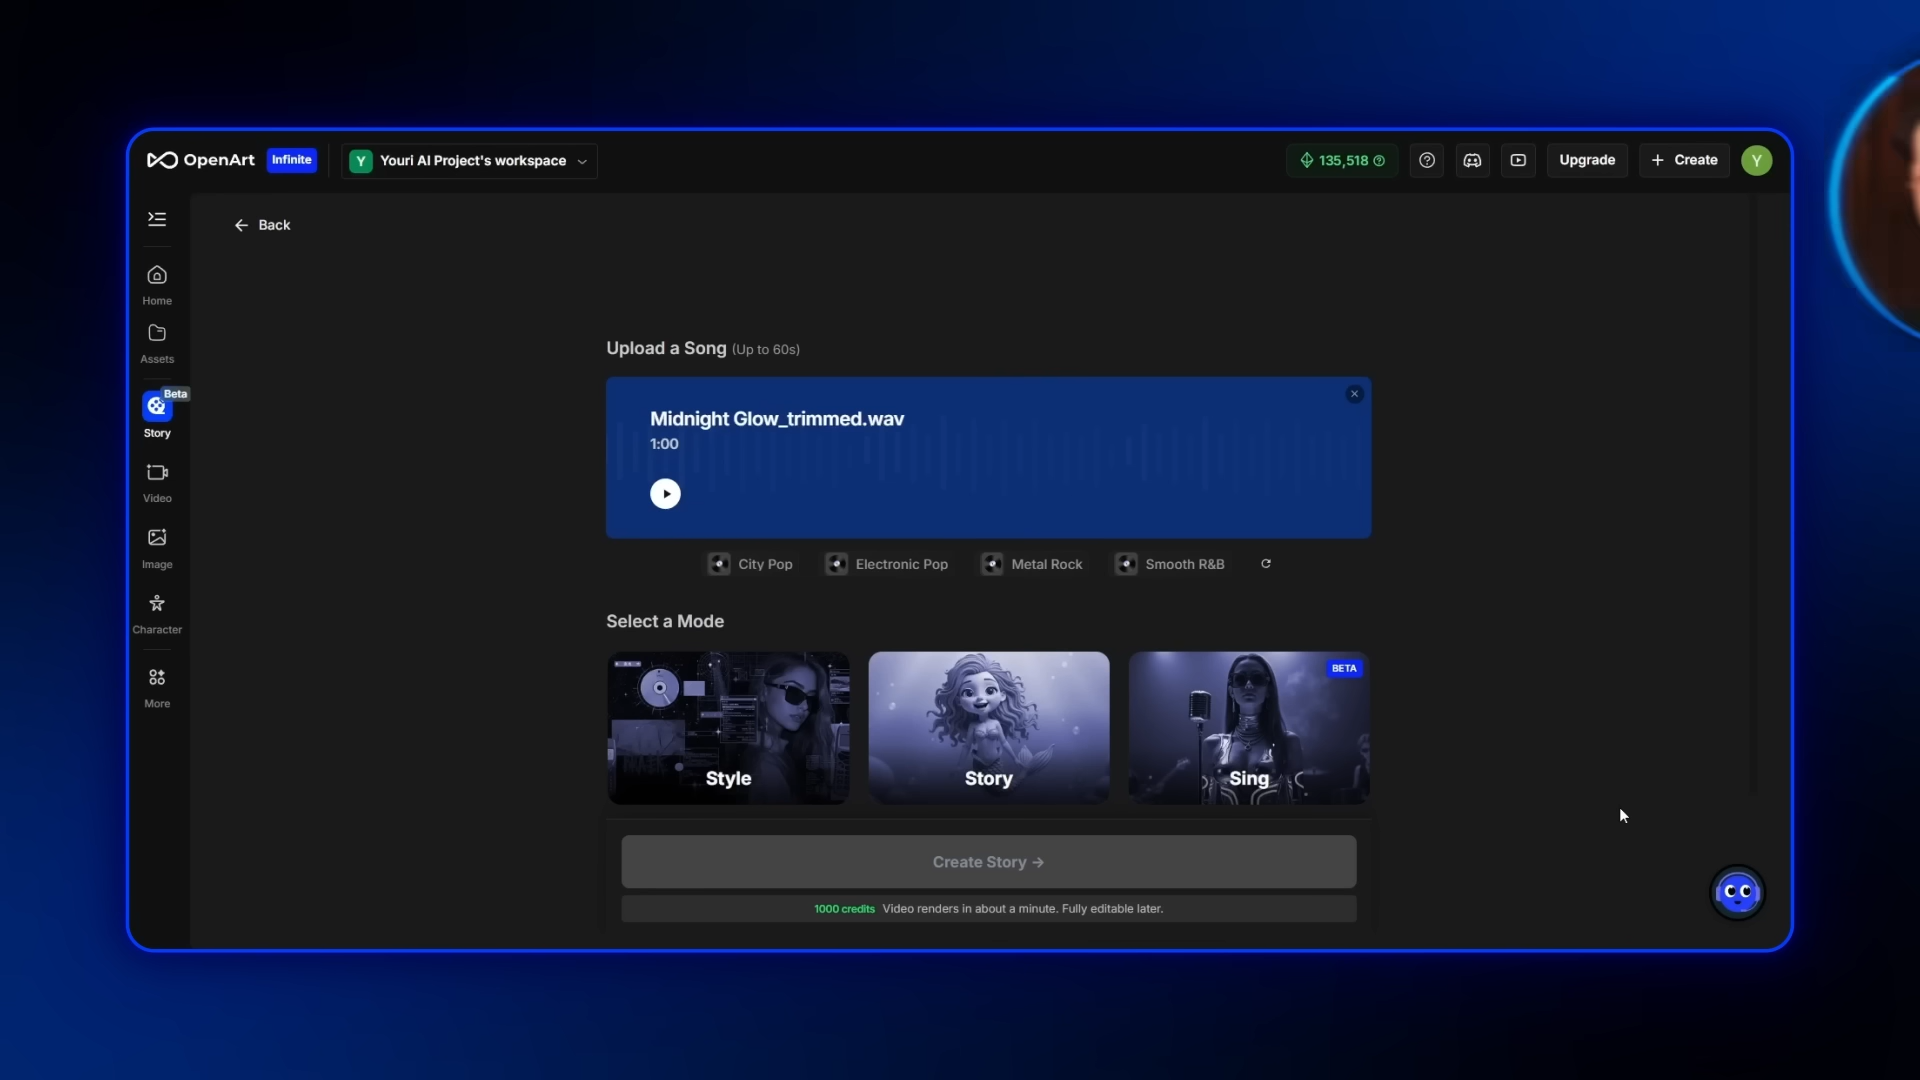 OpenArt Infinite
Y Youri AI Project's workspace
135,518
Upgrade
+ Create
Y
← Back
Home
Assets
Beta
Story
Video
Image
Character
More
Upload a Song (Up to 60s)
Midnight Glow_trimmed.wav
1:00
City Pop
Electronic Pop
Metal Rock
Smooth R&B
Select a Mode
Style
Story
BETA
Sing
Create Story →
1000 credits Video renders in about a minute. Fully editable later.